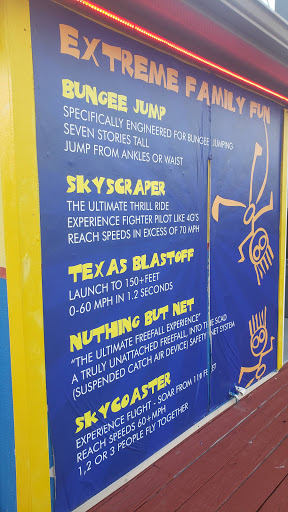 EXTREME FAMILY FUN
BUNGEE JUMP
SPECIFICALLY ENGINEERED FOR BUNGEE JUMPING
SEVEN STORIES TALL
JUMP FROM ANKLES OR WAIST
SKYSCRAPER
THE ULTIMATE THRILL RIDE
EXPERIENCE FIGHTER PILOT LIKE 4G'S
REACH SPEEDS IN EXCESS OF 70 MPH
TEXAS BLASTOFF
LAUNCH TO 150+FEET
0-60 MPH IN 1.2 SECONDS
NUTHING BUT NET
"THE ULTIMATE FREEFALL EXPERIENCE"
A TRULY UNATTACHED FREEFALL, INTO THE SCAD
(SUSPENDED CATCH AIR DEVICE) SAFETY NET SYSTEM
SKYCOASTER
EXPERIENCE FLIGHT - SOAR FROM 110 FEET
REACH SPEEDS 60+MPH
1,2 OR 3 PEOPLE FLY TOGETHER